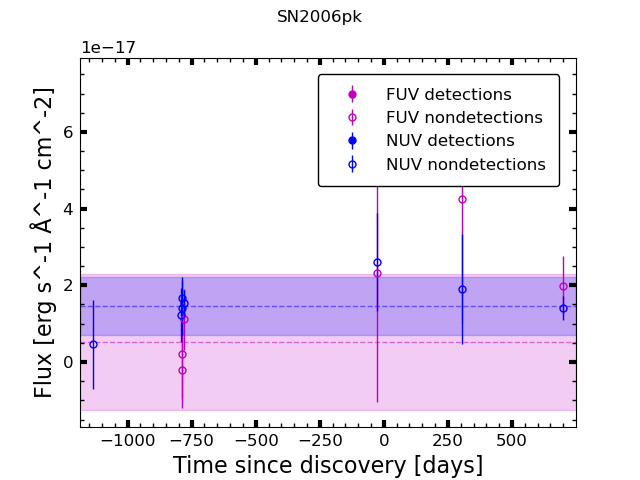 SN2006pk
1e−17
FUV detections
FUV nondetections
NUV detections
NUV nondetections
6
4
2
0
Flux [erg s^-1 Å^-1 cm^-2]
−1000 −750 −500 −250 0 250 500
Time since discovery [days]